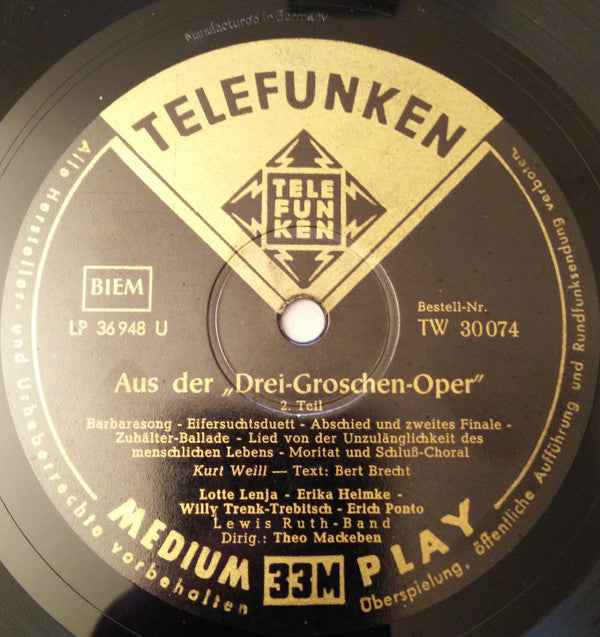 Manufactured in Germany
TELEFUNKEN
TELE
FUN
KEN
BIEM
LP 36948 U
Bestell-Nr.
TW 30074
Aus der „Drei-Groschen-Oper"
2. Teil
Barbarasong - Eifersuchtsduett - Abschied und zweites Finale -
Zuhälter-Ballade - Lied von der Unzulänglichkeit des
menschlichen Lebens - Moritat und Schluß-Choral
Kurt Weill — Text: Bert Brecht
Lotte Lenja - Erika Helmke -
Willy Trenk-Trebitsch - Erich Ponto
Lewis Ruth-Band
Dirig.: Theo Mackeben
MEDIUM 33M PLAY
Alle Hersteller- und Urheberrechte vorbehalten
Überspielung, öffentliche Aufführung und Rundfunksendung verboten.